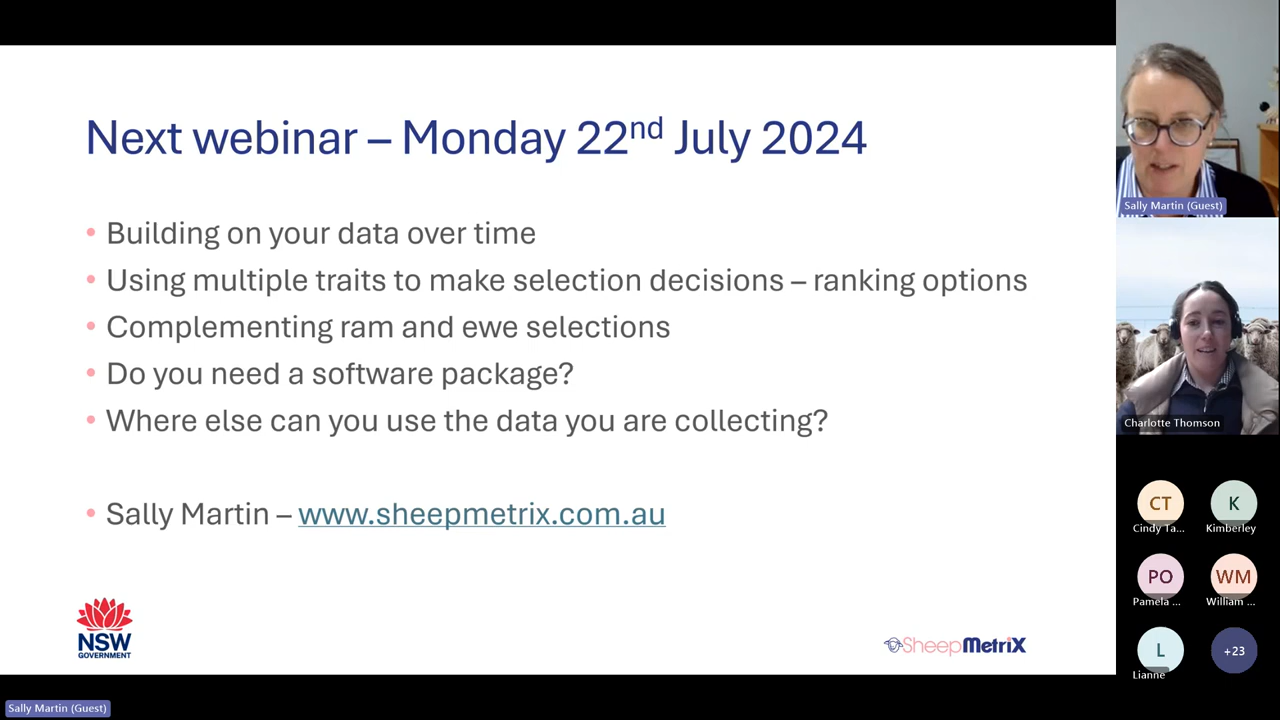 Next webinar – Monday 22nd July 2024
• Building on your data over time
• Using multiple traits to make selection decisions – ranking options
• Complementing ram and ewe selections
• Do you need a software package?
• Where else can you use the data you are collecting?
• Sally Martin – www.sheepmetrix.com.au
NSW
GOVERNMENT
SheepMetriX
Sally Martin (Guest)
Charlotte Thomson
CT
Cindy Ta...
K
Kimberley
PO
Pamela ...
WM
William ...
L
Lianne
+23
Sally Martin (Guest)